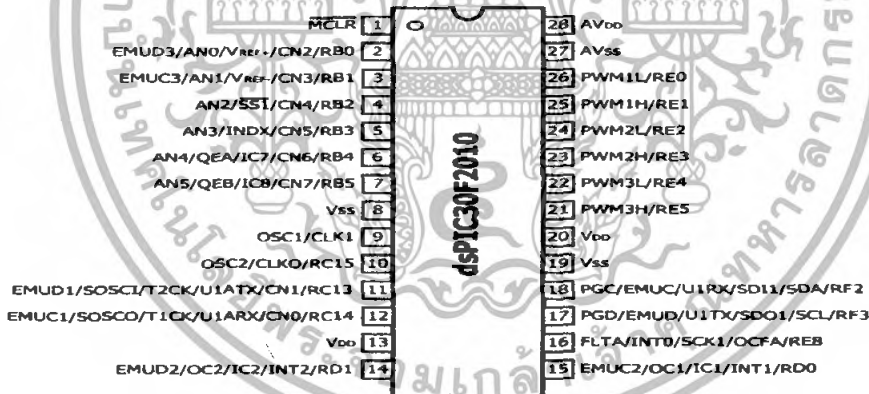 MCLR 1
EMUD3/AN0/VREF+/CN2/RB0 2
EMUC3/AN1/VREF-/CN3/RB1 3
AN2/SS1/CN4/RB2 4
AN3/INDX/CN5/RB3 5
AN4/QEA/IC7/CN6/RB4 6
AN5/QEB/IC8/CN7/RB5 7
Vss 8
OSC1/CLK1 9
OSC2/CLKO/RC15 10
EMUD1/SOSCI/T2CK/U1ATX/CN1/RC13 11
EMUC1/SOSCO/T1CK/U1ARX/CN0/RC14 12
VDD 13
EMUD2/OC2/IC2/INT2/RD1 14
dsPIC30F2010
28 AVDD
27 AVss
26 PWM1L/RE0
25 PWM1H/RE1
24 PWM2L/RE2
23 PWM2H/RE3
22 PWM3L/RE4
21 PWM3H/RE5
20 VDD
19 Vss
18 PGC/EMUC/U1RX/SDI1/SDA/RF2
17 PGD/EMUD/U1TX/SDO1/SCL/RF3
16 FLTA/INT0/SCK1/OCFA/RE8
15 EMUC2/OC1/IC1/INT1/RD0